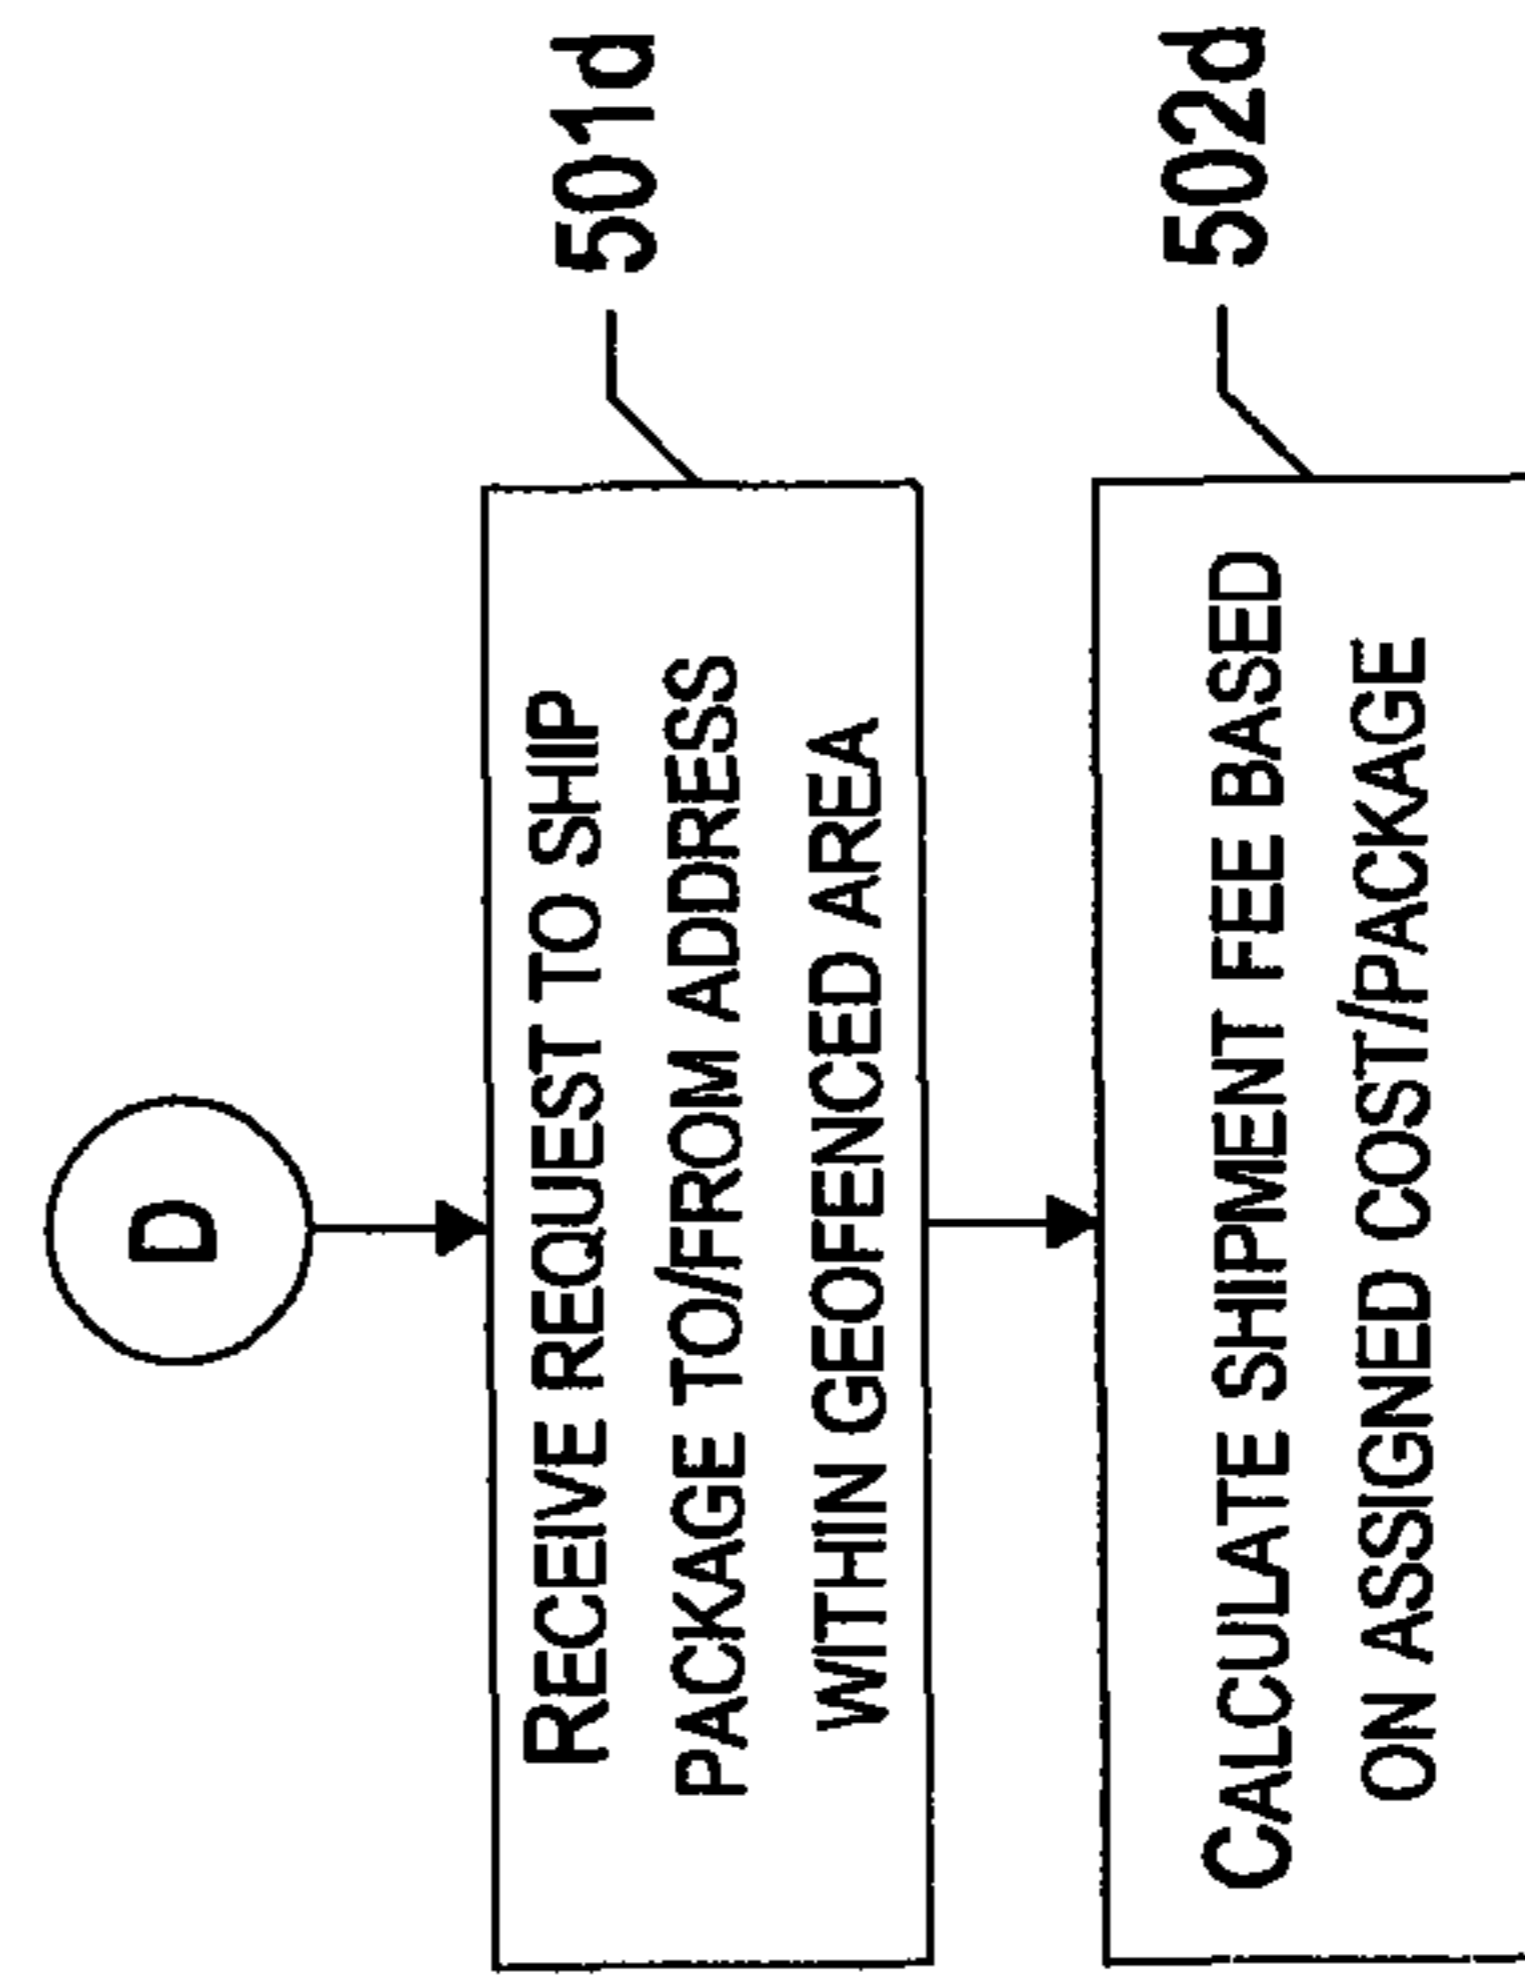 D
501d
RECEIVE REQUEST TO SHIP
PACKAGE TO/FROM ADDRESS
WITHIN GEOFENCED AREA
502d
CALCULATE SHIPMENT FEE BASED
ON ASSIGNED COST/PACKAGE